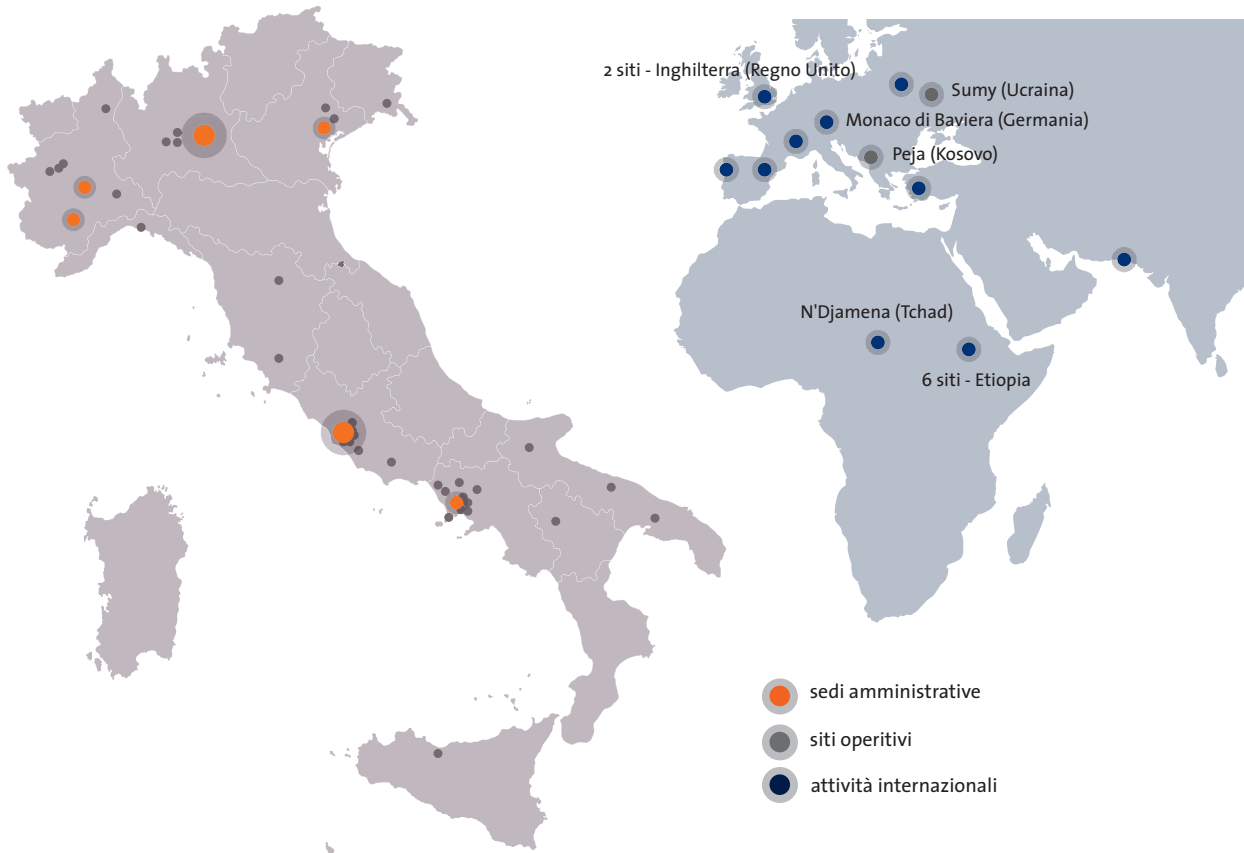 2 siti - Inghilterra (Regno Unito)
Sumy (Ucraina)
Monaco di Baviera (Germania)
Peja (Kosovo)
N'Djamena (Tchad)
6 siti - Etiopia
sedi amministrative
siti operitivi
attività internazionali